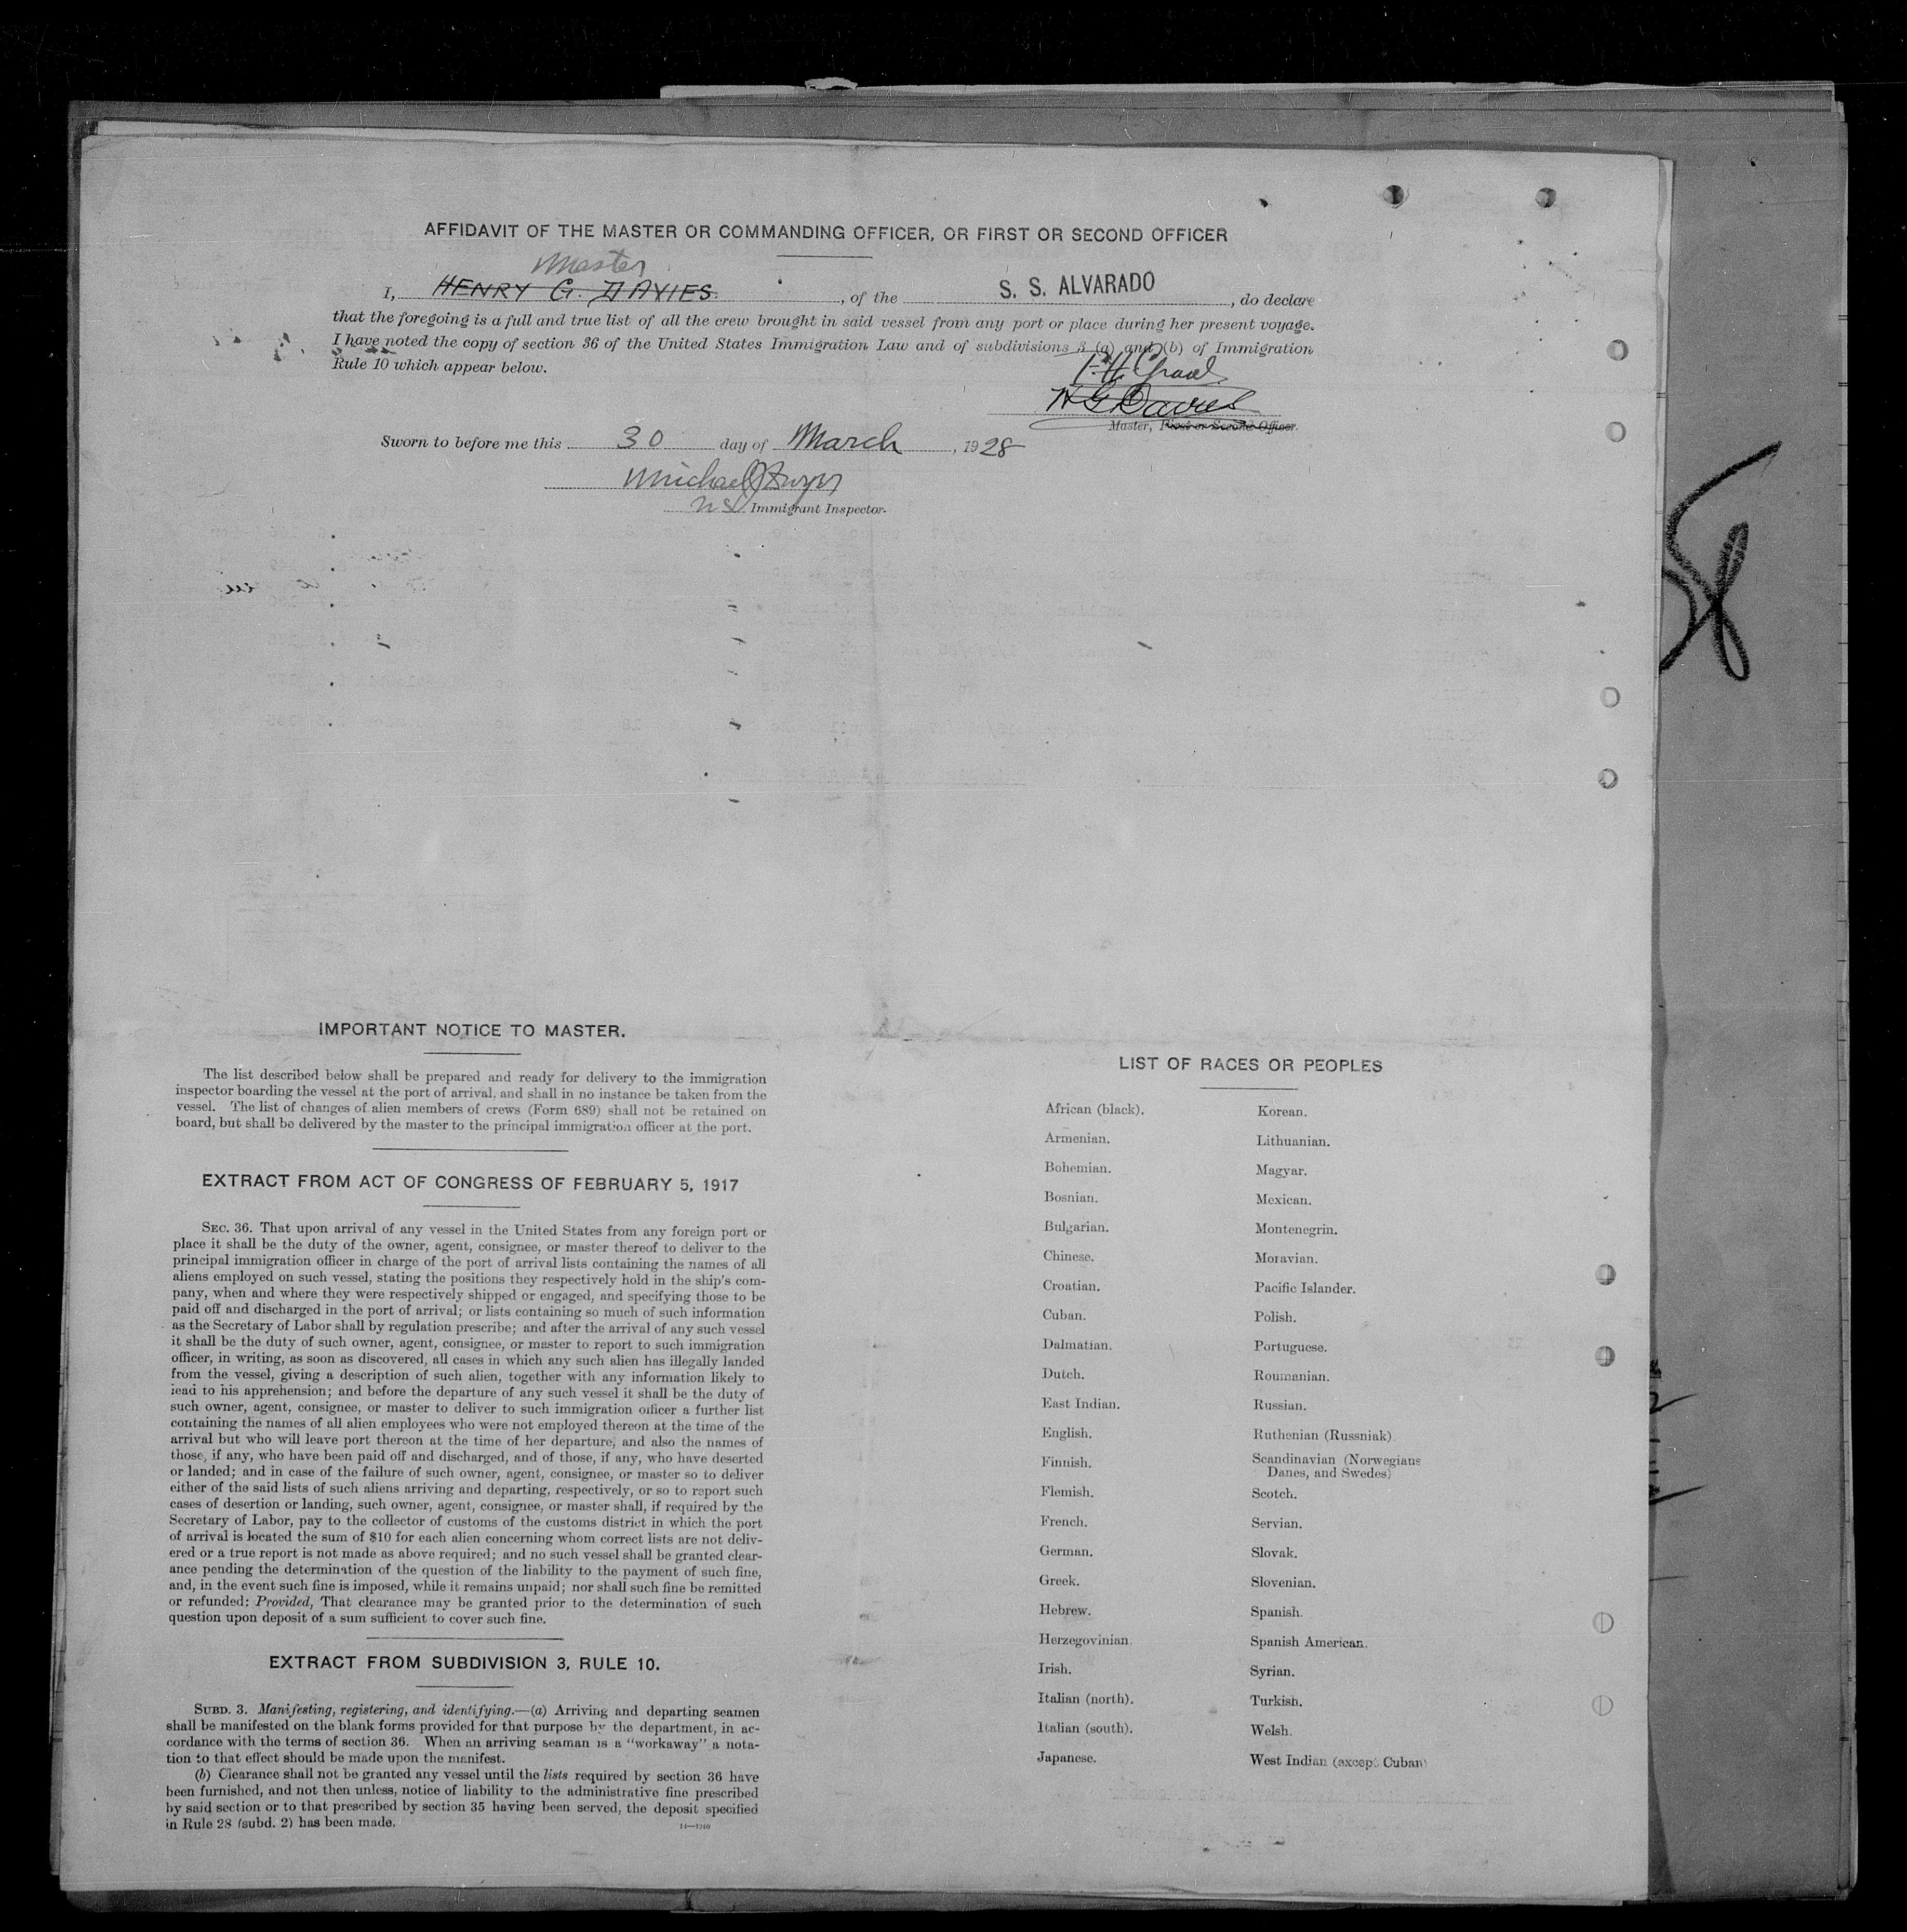 AFFIDAVIT OF THE MASTER OR COMMANDING OFFICER, OR FIRST OR SECOND OFFICER
Master
I, HENRY G. DAVIES, of the S. S. ALVARADO, do declare
that the foregoing is a full and true list of all the crew brought in said vessel from any port or place during her present voyage.
I have noted the copy of section 36 of the United States Immigration Law and of subdivisions 3 (a) and (b) of Immigration
Rule 10 which appear below.
H G Davies
Master, First or Second Officer.
Sworn to before me this 30 day of March, 1928
Michael
Immigrant Inspector.
58
IMPORTANT NOTICE TO MASTER.
The list described below shall be prepared and ready for delivery to the immigration
inspector boarding the vessel at the port of arrival, and shall in no instance be taken from the
vessel. The list of changes of alien members of crews (Form 689) shall not be retained on
board, but shall be delivered by the master to the principal immigration officer at the port.
EXTRACT FROM ACT OF CONGRESS OF FEBRUARY 5, 1917
SEC. 36. That upon arrival of any vessel in the United States from any foreign port or
place it shall be the duty of the owner, agent, consignee, or master thereof to deliver to the
principal immigration officer in charge of the port of arrival lists containing the names of all
aliens employed on such vessel, stating the positions they respectively hold in the ship's com-
pany, when and where they were respectively shipped or engaged, and specifying those to be
paid off and discharged in the port of arrival; or lists containing so much of such information
as the Secretary of Labor shall by regulation prescribe; and after the arrival of any such vessel
it shall be the duty of such owner, agent, consignee, or master to report to such immigration
officer, in writing, as soon as discovered, all cases in which any such alien has illegally landed
from the vessel, giving a description of such alien, together with any information likely to
lead to his apprehension; and before the departure of any such vessel it shall be the duty of
such owner, agent, consignee, or master to deliver to such immigration officer a further list
containing the names of all alien employees who were not employed thereon at the time of the
arrival but who will leave port thereon at the time of her departure, and also the names of
those, if any, who have been paid off and discharged, and of those, if any, who have deserted
or landed; and in case of the failure of such owner, agent, consignee, or master so to deliver
either of the said lists of such aliens arriving and departing, respectively, or so to report such
cases of desertion or landing, such owner, agent, consignee, or master shall, if required by the
Secretary of Labor, pay to the collector of customs of the customs district in which the port
of arrival is located the sum of $10 for each alien concerning whom correct lists are not deliv-
ered or a true report is not made as above required; and no such vessel shall be granted clear-
ance pending the determination of the question of the liability to the payment of such fine,
and, in the event such fine is imposed, while it remains unpaid; nor shall such fine be remitted
or refunded: Provided, That clearance may be granted prior to the determination of such
question upon deposit of a sum sufficient to cover such fine.
EXTRACT FROM SUBDIVISION 3, RULE 10.
SUBD. 3. Manifesting, registering, and identifying.—(a) Arriving and departing seamen
shall be manifested on the blank forms provided for that purpose by the department, in ac-
cordance with the terms of section 36. When an arriving seaman is a "workaway" a nota-
tion to that effect should be made upon the manifest.
(b) Clearance shall not be granted any vessel until the lists required by section 36 have
been furnished, and not then unless, notice of liability to the administrative fine prescribed
by said section or to that prescribed by section 35 having been served, the deposit specified
in Rule 28 (subd. 2) has been made.
LIST OF RACES OR PEOPLES
African (black).
Armenian.
Bohemian.
Bosnian.
Bulgarian.
Chinese.
Croatian.
Cuban.
Dalmatian.
Dutch.
East Indian.
English.
Finnish.
Flemish.
French.
German.
Greek.
Hebrew.
Herzegovinian.
Irish.
Italian (north).
Italian (south).
Japanese.
Korean.
Lithuanian.
Magyar.
Mexican.
Montenegrin.
Moravian.
Pacific Islander.
Polish.
Portuguese.
Roumanian.
Russian.
Ruthenian (Russniak).
Scandinavian (Norwegians
Danes, and Swedes)
Scotch.
Servian.
Slovak.
Slovenian.
Spanish.
Spanish American.
Syrian.
Turkish.
Welsh.
West Indian (except Cuban)